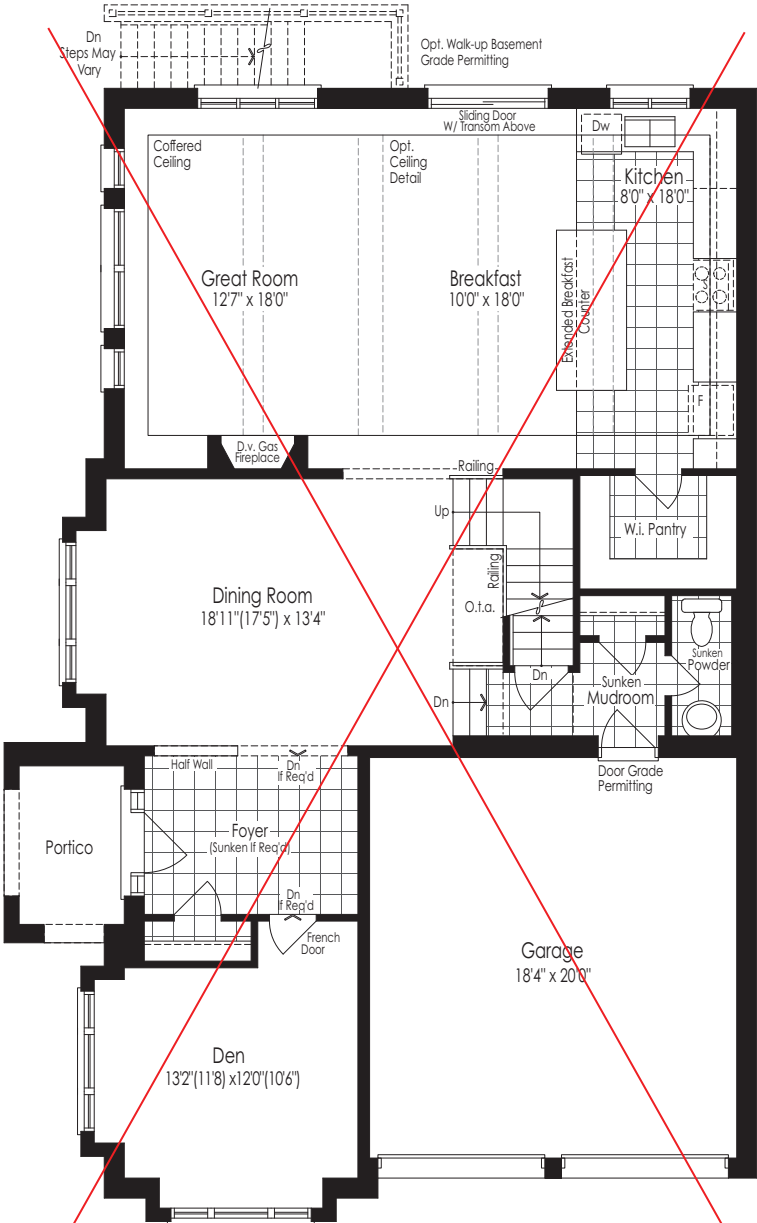 Dn
Steps May
Vary
Opt. Walk-up Basement
Grade Permitting
Sliding Door
W/ Transom Above
Coffered
Ceiling
Opt.
Ceiling
Detail
Dw
Kitchen
8'0" x 18'0"
Great Room
12'7" x 18'0"
Breakfast
10'0" x 18'0"
Extended Breakfast
Counter
F
D.v. Gas
Fireplace
Railing
Up
W.i. Pantry
Railing
Dining Room
18'11"(17'5") x 13'4"
O.t.a.
Dn
Dn
Sunken
Mudroom
Sunken
Powder
Half Wall
Dn
If Req'd
Door Grade
Permitting
Portico
Foyer
(Sunken If Req'd)
Dn
If Req'd
French
Door
Garage
18'4" x 20'0"
Den
13'2"(11'8) x12'0"(10'6")